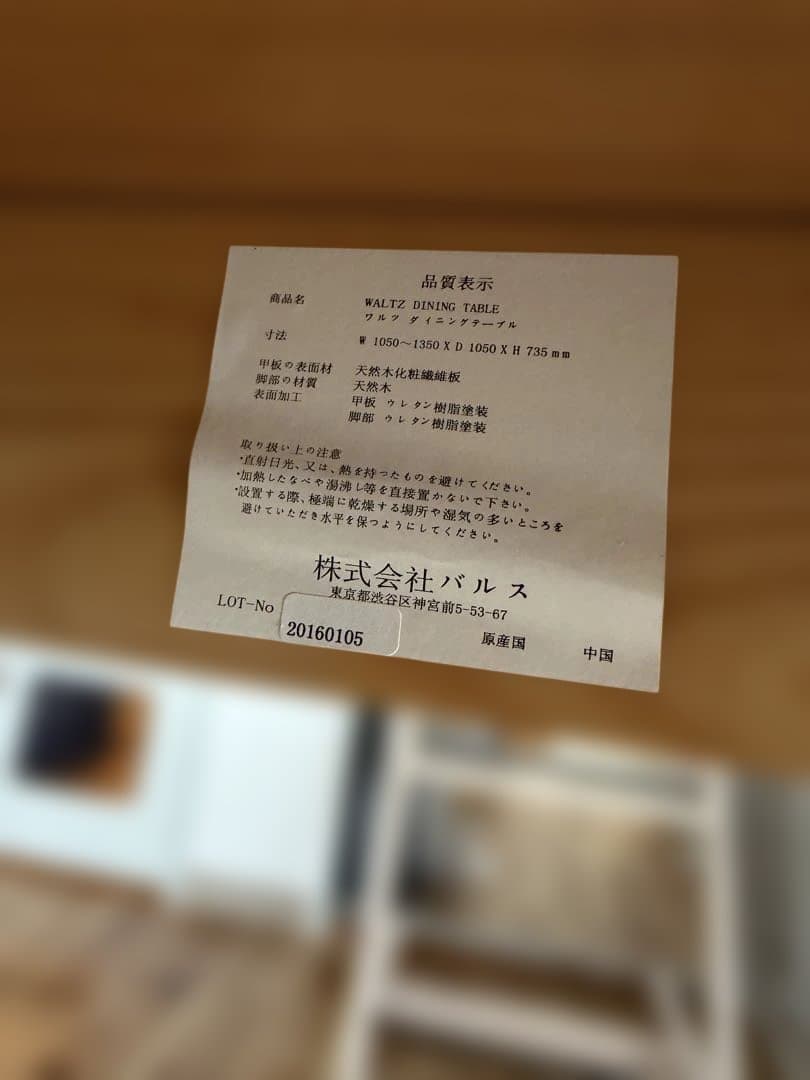 品質表示
商品名 WALTZ DINING TABLE
ワルツ ダイニングテーブル
寸法 W 1050～1350 X D 1050 X H 735 mm
甲板の表面材 天然木化粧繊維板
脚部の材質 天然木
表面加工 甲板 ウレタン樹脂塗装
脚部 ウレタン樹脂塗装
取り扱い上の注意
・直射日光、又は、熱を持ったものを避けてください。
・加熱したなべや湯沸し等を直接置かないで下さい。
・設置する際、極端に乾燥する場所や湿気の多いところを
避けていただき水平を保つようにしてください。
株式会社バルス
東京都渋谷区神宮前5-53-67
LOT-No 20160105 原産国 中国